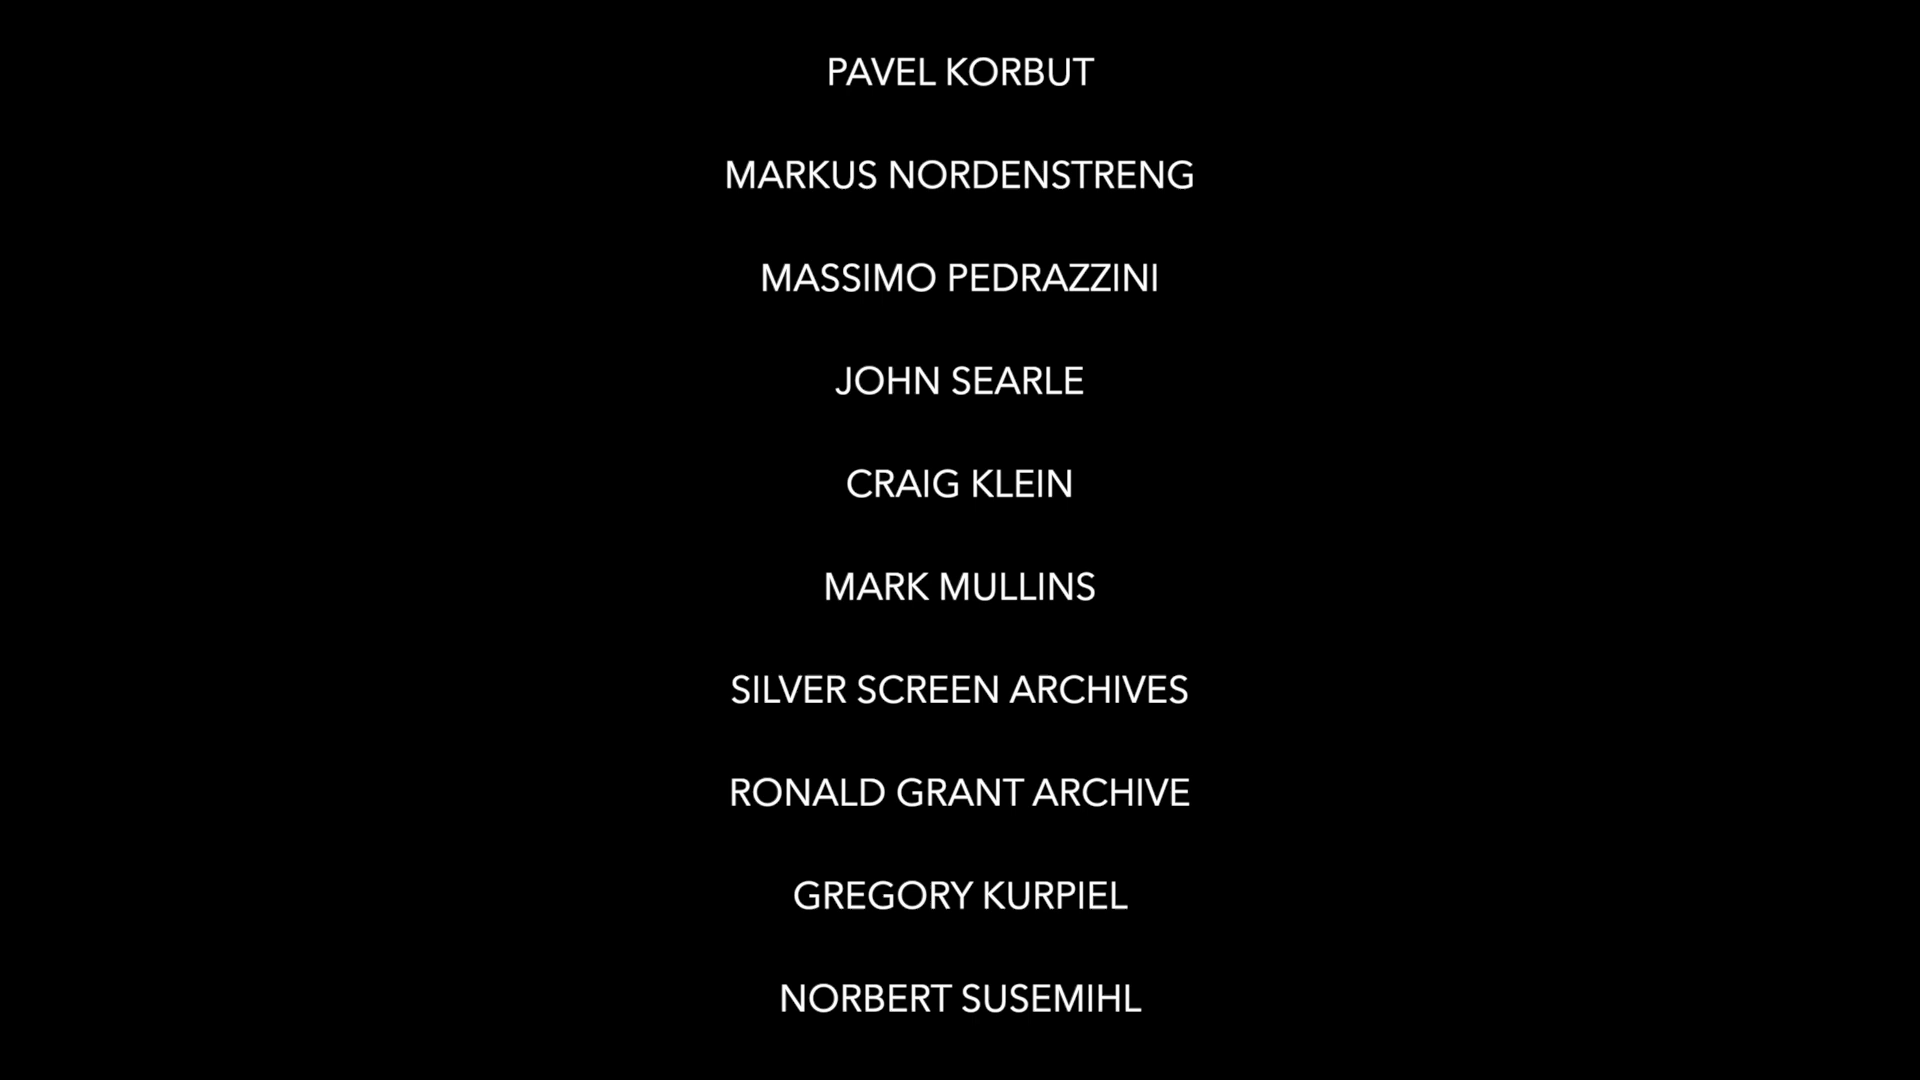 PAVEL KORBUT
MARKUS NORDENSTRENG
MASSIMO PEDRAZZINI
JOHN SEARLE
CRAIG KLEIN
MARK MULLINS
SILVER SCREEN ARCHIVES
RONALD GRANT ARCHIVE
GREGORY KURPIEL
NORBERT SUSEMIHL